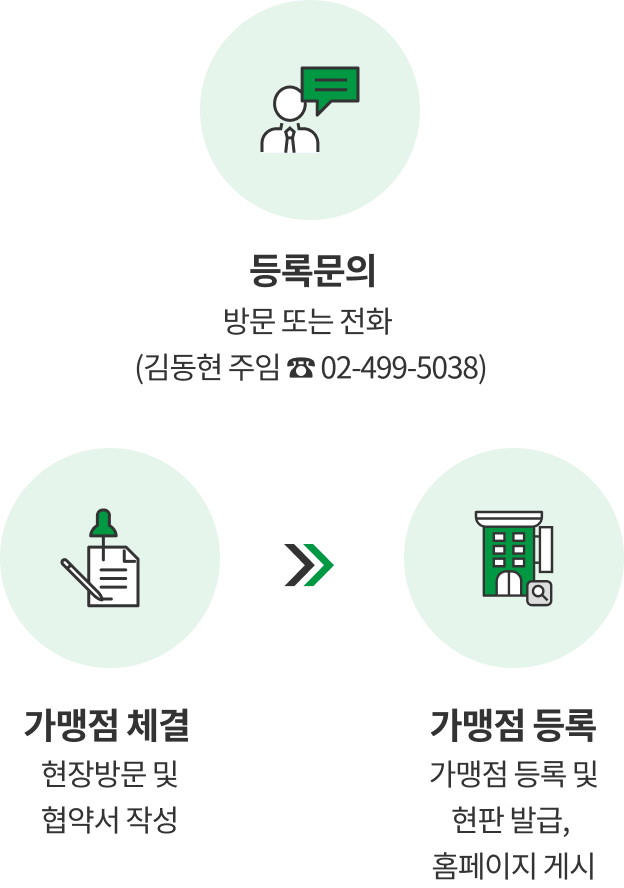 등록문의
방문 또는 전화
(김동현 주임 ☎ 02-499-5038)
가맹점 체결
현장방문 및
협약서 작성
가맹점 등록
가맹점 등록 및
현판 발급,
홈페이지 게시